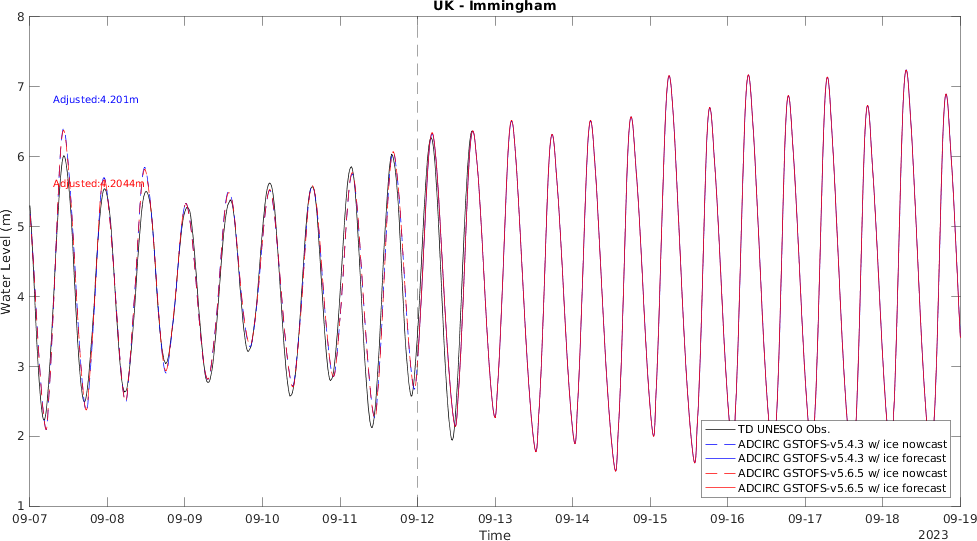 UK - Immingham
8
7
6
5
4
3
2
1
Water Level (m)
Adjusted:4.201m
Adjusted:4.2044m
TD UNESCO Obs.
ADCIRC GSTOFS-v5.4.3 w/ ice nowcast
ADCIRC GSTOFS-v5.4.3 w/ ice forecast
ADCIRC GSTOFS-v5.6.5 w/ ice nowcast
ADCIRC GSTOFS-v5.6.5 w/ ice forecast
09-07 09-08 09-09 09-10 09-11 09-12 09-13 09-14 09-15 09-16 09-17 09-18 09-19
Time
2023